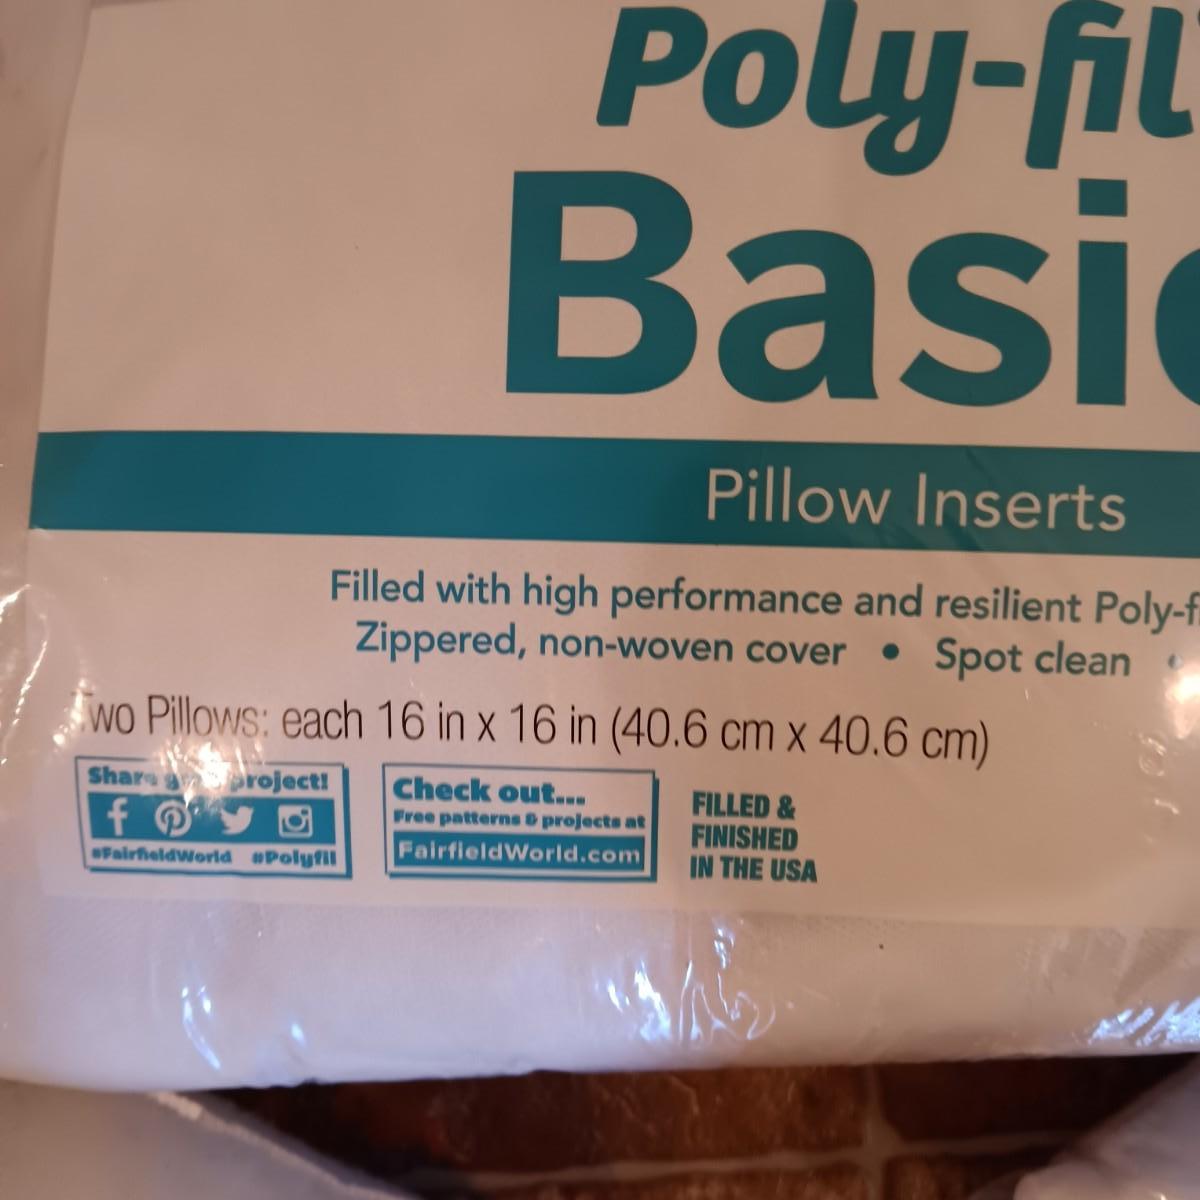 Poly-fil
Basic
Pillow Inserts
Filled with high performance and resilient Poly-fi
Zippered, non-woven cover • Spot clean •
Two Pillows: each 16 in x 16 in (40.6 cm x 40.6 cm)
Share your project!
#FairfieldWorld #Polyfil
Check out...
Free patterns & projects at
FairfieldWorld.com
FILLED &
FINISHED
IN THE USA